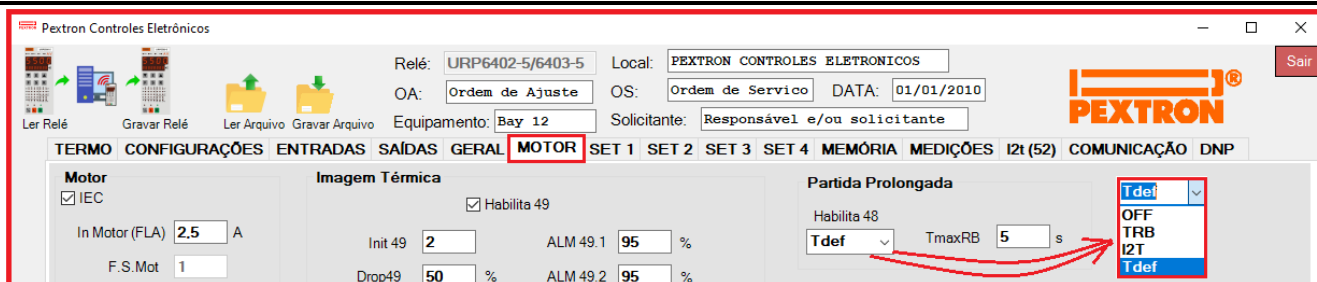 Pextron Controles Eletrônicos
Relé: URP6402-5/6403-5 Local: PEXTRON CONTROLES ELETRONICOS Sair
OA: Ordem de Ajuste OS: Ordem de Servico DATA: 01/01/2010
Ler Relé Gravar Relé Ler Arquivo Gravar Arquivo Equipamento: Bay 12 Solicitante: Responsável e/ou solicitante PEXTRON ®
TERMO CONFIGURAÇÕES ENTRADAS SAÍDAS GERAL MOTOR SET 1 SET 2 SET 3 SET 4 MEMÓRIA MEDIÇÕES I2t (52) COMUNICAÇÃO DNP
Motor
IEC
In Motor (FLA) 2,5 A
F.S.Mot 1
Imagem Térmica
Habilita 49
Init 49 2 ALM 49.1 95 %
Drop49 50 % ALM 49.2 95 %
Partida Prolongada
Habilita 48
Tdef TmaxRB 5 s
Tdef
OFF
TRB
I2T
Tdef